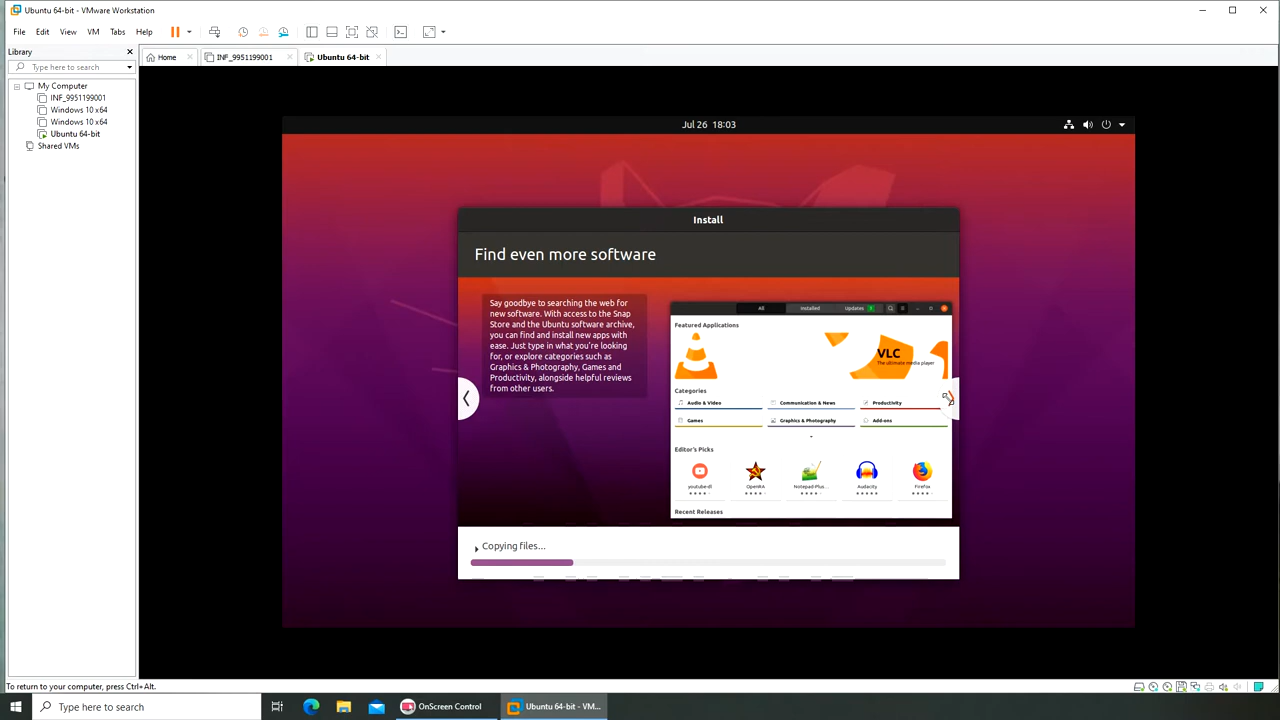 Ubuntu 64-bit - VMware Workstation
File Edit View VM Tabs Help
Library
Type here to search
My Computer
INF_9951199001
Windows 10 x64
Windows 10 x64
Ubuntu 64-bit
Shared VMs
Home
INF_9951199001
Ubuntu 64-bit
Jul 26 18:03
Install
Find even more software
Say goodbye to searching the web for
new software. With access to the Snap
Store and the Ubuntu software archive,
you can find and install new apps with
ease. Just type in what you're looking
for, or explore categories such as
Graphics & Photography, Games and
Productivity, alongside helpful reviews
from other users.
All Installed Updates
Featured Applications
VLC
The ultimate media player
Categories
Audio & Video Communication & News Productivity
Games Graphics & Photography Add-ons
Editor's Picks
youtube-dl OpenRA Notepad-Plus... Audacity Firefox
Recent Releases
Copying files...
To return to your computer, press Ctrl+Alt.
Type here to search
OnScreen Control
Ubuntu 64-bit - VM...